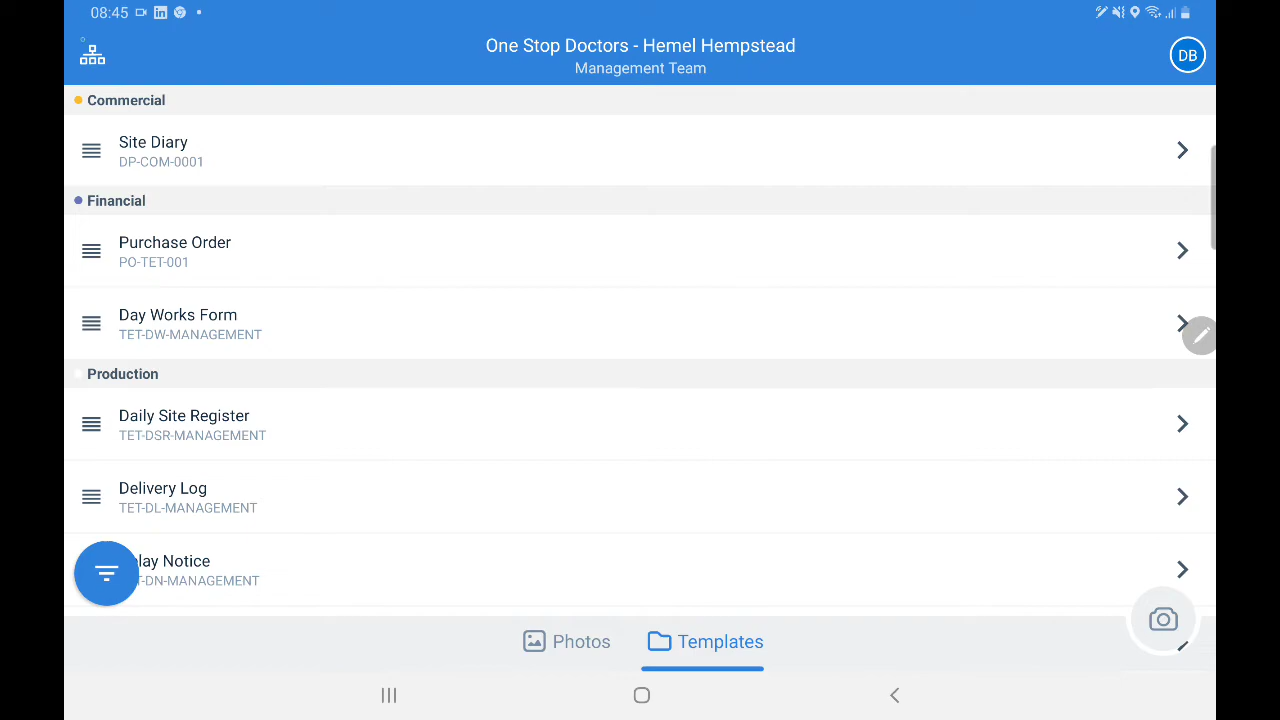 08:45
One Stop Doctors - Hemel Hempstead
Management Team
DB
Commercial
Site Diary
DP-COM-0001
Financial
Purchase Order
PO-TET-001
Day Works Form
TET-DW-MANAGEMENT
Production
Daily Site Register
TET-DSR-MANAGEMENT
Delivery Log
TET-DL-MANAGEMENT
lay Notice
T-DN-MANAGEMENT
Photos
Templates